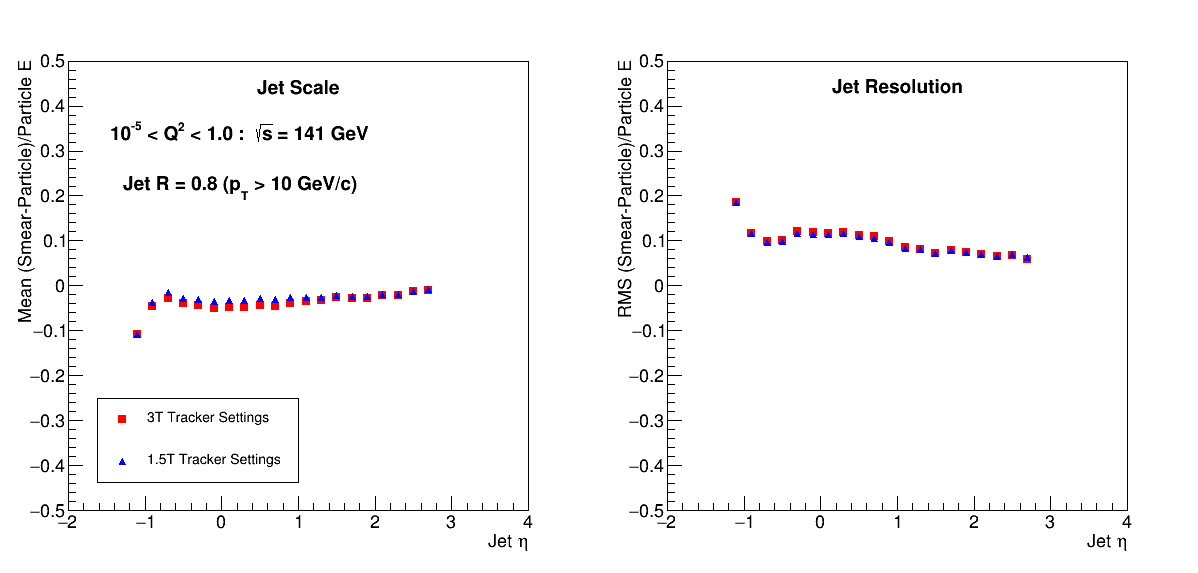 Jet Scale
10^-5 < Q^2 < 1.0 : √s = 141 GeV
Jet R = 0.8 (p_T > 10 GeV/c)
Mean (Smear-Particle)/Particle E
0.5
0.4
0.3
0.2
0.1
0
−0.1
−0.2
−0.3
−0.4
−0.5
3T Tracker Settings
1.5T Tracker Settings
−2 −1 0 1 2 3 4
Jet η
Jet Resolution
RMS (Smear-Particle)/Particle E
0.5
0.4
0.3
0.2
0.1
0
−0.1
−0.2
−0.3
−0.4
−0.5
−2 −1 0 1 2 3 4
Jet η